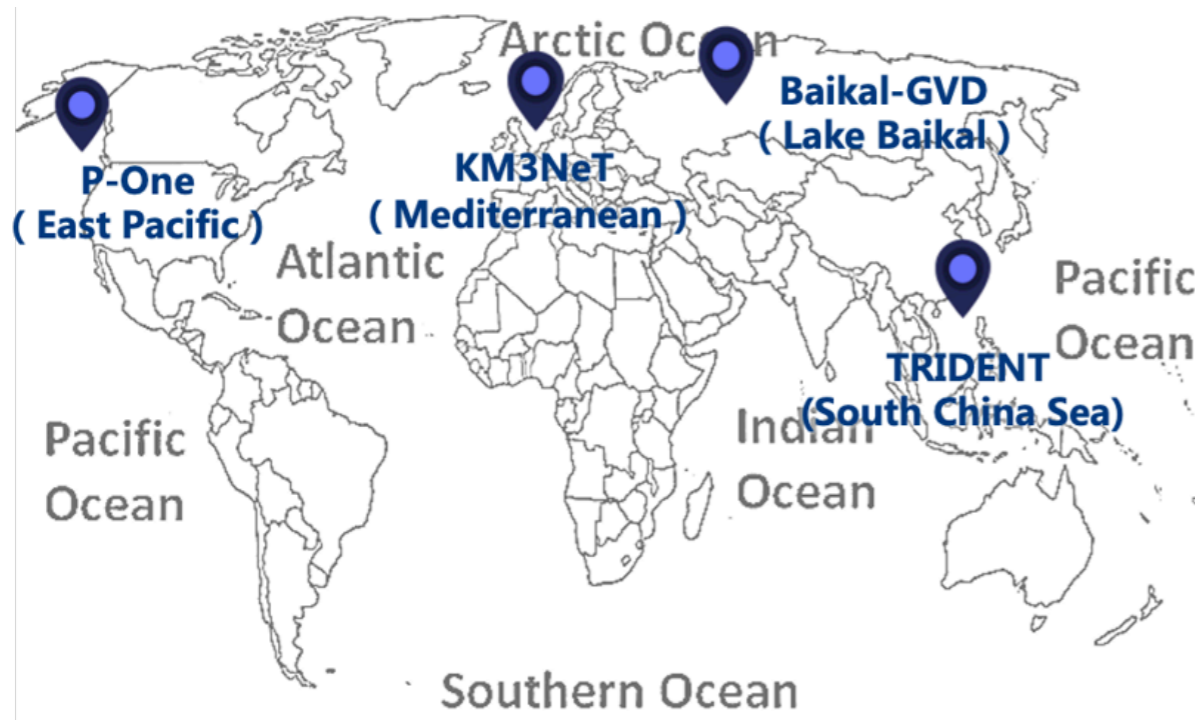 Arctic Ocean
Baikal-GVD
( Lake Baikal )
P-One
( East Pacific )
KM3NeT
( Mediterranean )
Atlantic
Ocean
Pacific
Ocean
TRIDENT
(South China Sea)
Indian
Ocean
Pacific
Ocean
Southern Ocean